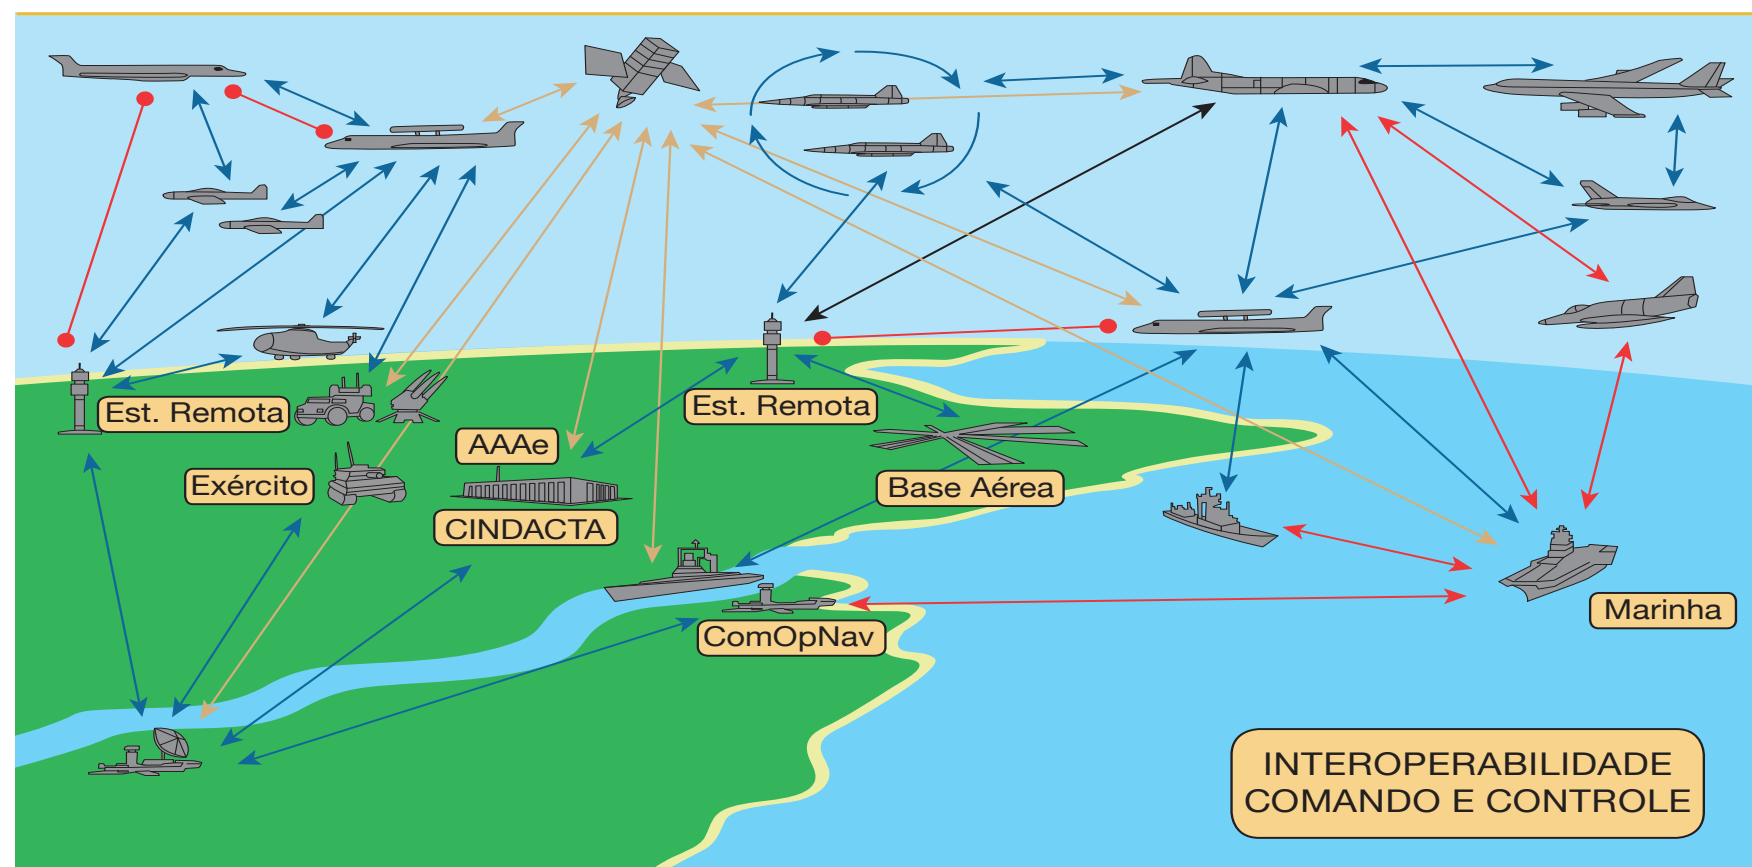 Est. Remota
Est. Remota
AAAe
Exército
Base Aérea
CINDACTA
Marinha
ComOpNav
INTEROPERABILIDADE
COMANDO E CONTROLE